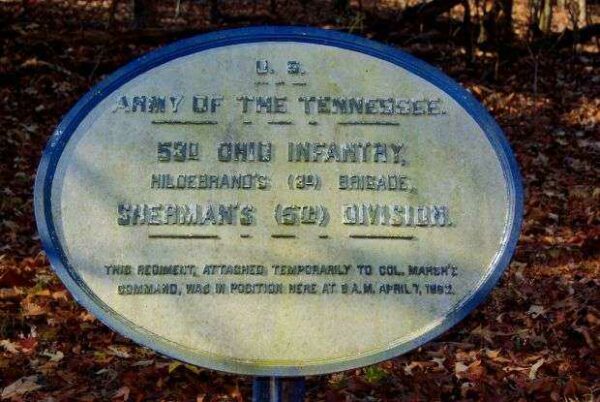 U. S.
ARMY OF THE TENNESSEE.
53D OHIO INFANTRY,
HILDEBRAND'S (3D) BRIGADE,
SHERMAN'S (5TH) DIVISION.
THIS REGIMENT, ATTACHED TEMPORARILY TO COL. MARSH'S
COMMAND, WAS IN POSITION HERE AT 8 A.M. APRIL 7, 1862.